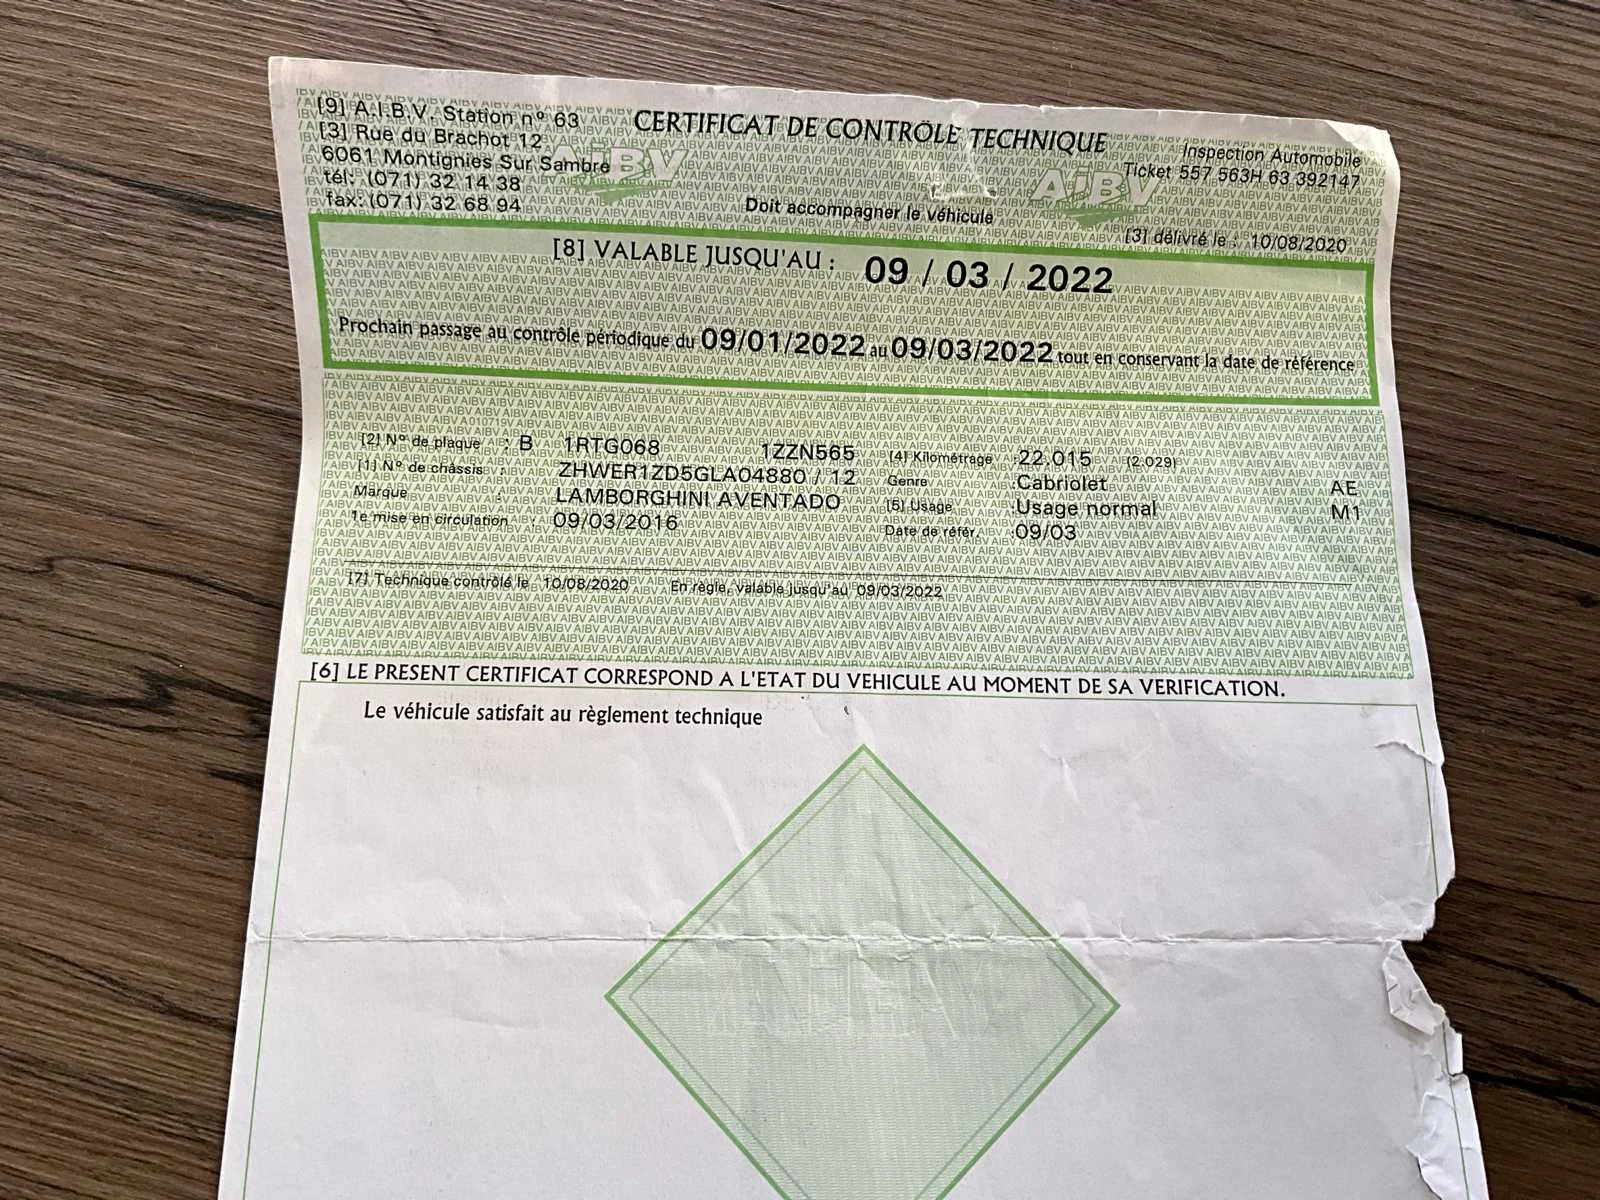 [9] A.I.B.V. Station n° 63
[3] Rue du Brachot 12
6061 Montignies Sur Sambre
tél: (071) 32 14 38
fax: (071) 32 68 94
CERTIFICAT DE CONTRÔLE TECHNIQUE
Doit accompagner le véhicule
Inspection Automobile
Ticket 557 563H 63 392147
[3] délivré le : 10/08/2020
AIBV
AIBV
[8] VALABLE JUSQU'AU : 09 / 03 / 2022
Prochain passage au contrôle périodique du 09/01/2022 au 09/03/2022 tout en conservant la date de référence
[2] N° de plaque : B 1RTG068 1ZZN565
[1] N° de châssis : ZHWER1ZD5GLA04880 / 12
Marque : LAMBORGHINI AVENTADO
1e mise en circulation : 09/03/2016
[4] Kilométrage :22.015 (2.029)
Genre :Cabriolet AE
[5] Usage :Usage normal M1
Date de référ. :09/03
[7] Technique contrôlé le 10/08/2020 En règle, valable jusqu'au 09/03/2022
[6] LE PRESENT CERTIFICAT CORRESPOND A L'ETAT DU VEHICULE AU MOMENT DE SA VERIFICATION.
Le véhicule satisfait au règlement technique